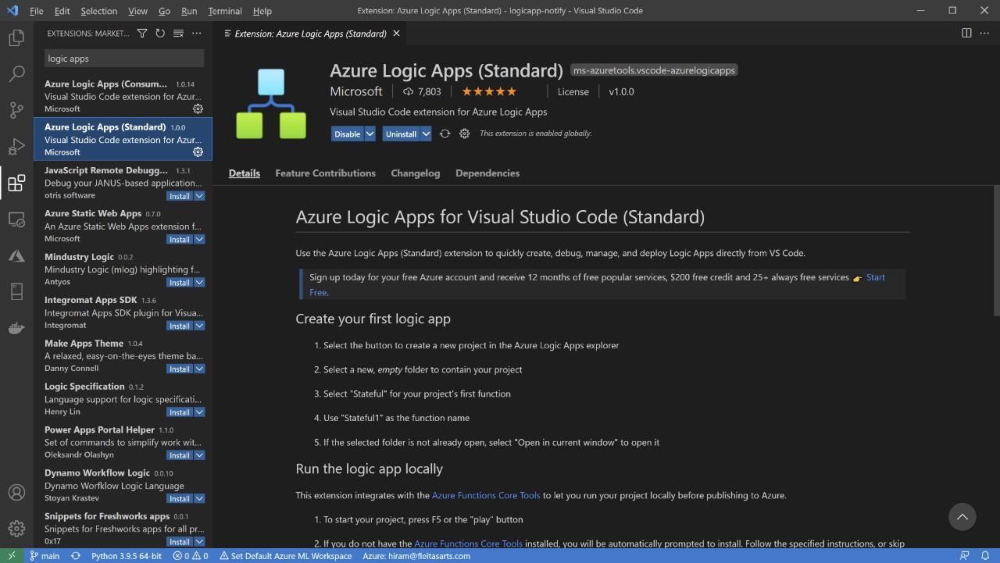 File Edit Selection View Go Run Terminal Help
Extension: Azure Logic Apps (Standard) - logicapp-notify - Visual Studio Code
EXTENSIONS: MARKET...
logic apps
Azure Logic Apps (Consum... 1.0.14
Visual Studio Code extension for Azur...
Microsoft
Azure Logic Apps (Standard) 1.0.0
Visual Studio Code extension for Azur...
Microsoft
JavaScript Remote Debugg... 1.3.1
Debug your JANUS-based application...
otris software Install
Azure Static Web Apps 0.7.0
An Azure Static Web Apps extension f...
Microsoft Install
Mindustry Logic 0.0.2
Mindustry Logic (mlog) highlighting f...
Antyos Install
Integromat Apps SDK 1.3.6
Integromat Apps SDK plugin for Visua...
Integromat Install
Make Apps Theme 1.0.4
A relaxed, easy-on-the-eyes theme ba...
Danny Connell Install
Logic Specification 0.1.2
Language support for logic specificati...
Henry Lin Install
Power Apps Portal Helper 1.1.0
Set of commands to simplify work wit...
Oleksandr Olashyn Install
Dynamo Workflow Logic 0.0.10
Dynamo Worfklow Logic Language
Stoyan Krastev Install
Snippets for Freshworks apps 0.0.1
Snippets for Freshworks apps for all pr...
0x17 Install
Extension: Azure Logic Apps (Standard)
Azure Logic Apps (Standard) ms-azuretools.vscode-azurelogicapps
Microsoft 7,803 License v1.0.0
Visual Studio Code extension for Azure Logic Apps
Disable Uninstall This extension is enabled globally.
Details Feature Contributions Changelog Dependencies
Azure Logic Apps for Visual Studio Code (Standard)
Use the Azure Logic Apps (Standard) extension to quickly create, debug, manage, and deploy Logic Apps directly from VS Code.
Sign up today for your free Azure account and receive 12 months of free popular services, $200 free credit and 25+ always free services 👉 Start
Free.
Create your first logic app
1. Select the button to create a new project in the Azure Logic Apps explorer
2. Select a new, empty folder to contain your project
3. Select "Stateful" for your project's first function
4. Use "Stateful1" as the function name
5. If the selected folder is not already open, select "Open in current window" to open it
Run the logic app locally
This extension integrates with the Azure Functions Core Tools to let you run your project locally before publishing to Azure.
1. To start your project, press F5 or the "play" button
2. If you do not have the Azure Functions Core Tools installed, you will be automatically prompted to install. Follow the specified instructions, or skip
main Python 3.9.5 64-bit 0 0 Set Default Azure ML Workspace Azure: hiram@fleitasarts.com